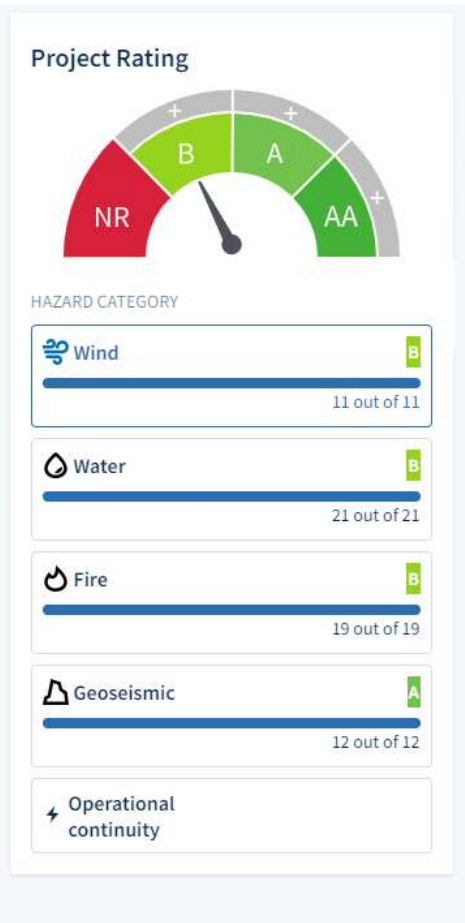 Project Rating
+ +
B A
+
NR AA
HAZARD CATEGORY
Wind B
11 out of 11
Water B
21 out of 21
Fire B
19 out of 19
Geoseismic A
12 out of 12
Operational
continuity